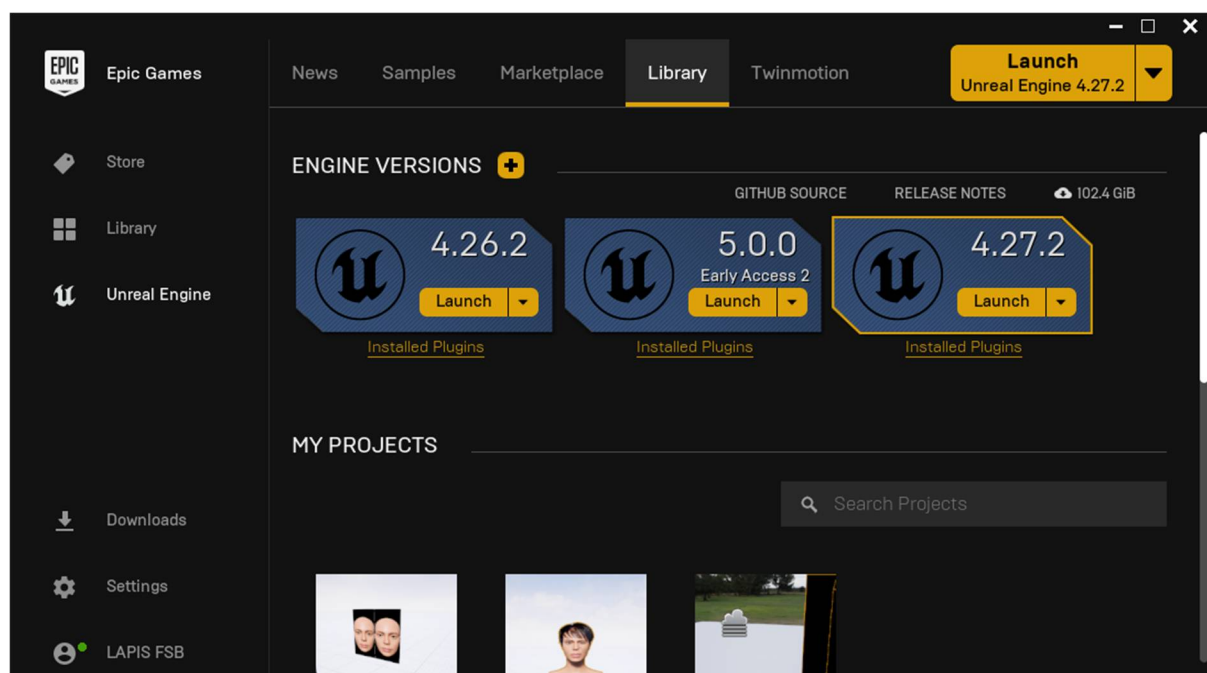 EPIC
GAMES
Epic Games
News
Samples
Marketplace
Library
Twinmotion
Launch
Unreal Engine 4.27.2
Store
Library
Unreal Engine
Downloads
Settings
LAPIS FSB
ENGINE VERSIONS
GITHUB SOURCE
RELEASE NOTES
102.4 GiB
4.26.2
Launch
Installed Plugins
5.0.0
Early Access 2
Launch
Installed Plugins
4.27.2
Launch
Installed Plugins
MY PROJECTS
Search Projects